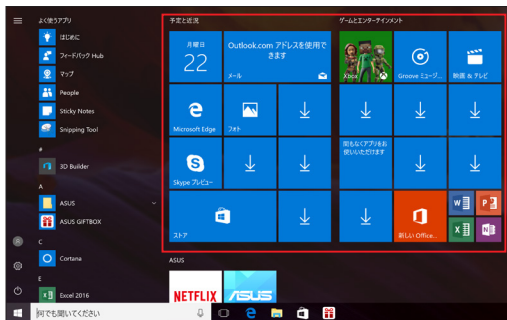 よく使うアプリ
はじめに
フィードバック Hub
マップ
People
Sticky Notes
Snipping Tool
#
3D Builder
A
ASUS
ASUS GIFTBOX
C
Cortana
E
Excel 2016
何でも聞いてください
予定と近況
月曜日
22
Outlook.com アドレスを使用で
きます
メール
Microsoft Edge
フォト
Skype プレビュー
ストア
ゲームとエンターテインメント
Xbox
Groove ミュージ...
映画 & テレビ
間もなくアプリをお
使いいただけます
新しい Office...
ASUS
NETFLIX
ASUS